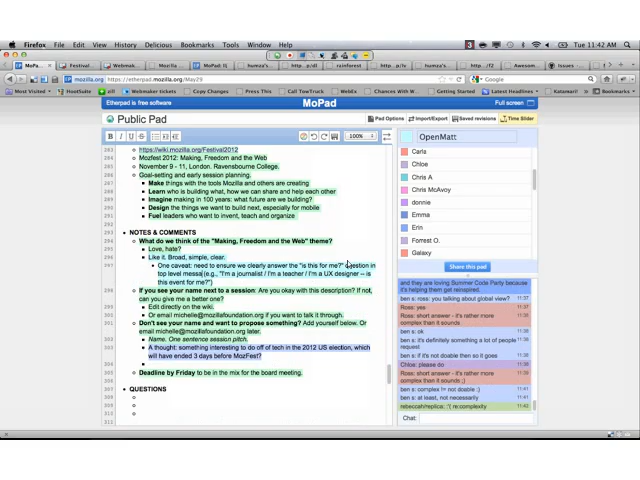 Firefox File Edit View History Delicious Bookmarks Tools Window Help Tue 11:42 AM
mozilla.org https://etherpad.mozilla.org/May29 Google
Most Visited HootSuite Webmaker tweets Copy Changes Press This Call TowTruck WebEx Chances With W... Getting Started Latest Headlines Bookmarks
Etherpad is free software MoPad Full screen
Public Pad Pad Options Import/Export Saved revisions Time Slider
B I U S 100% OpenMatt
https://wiki.mozilla.org/Festival2012
Mozfest 2012: Making, Freedom and the Web
November 9 - 11, London. Ravensbourne College.
Goal-setting and early session planning.
Make things with the tools Mozilla and others are creating
Learn who is building what, how we can share and help each other
Imagine making in 100 years: what future are we building?
Design the things we want to build next, especially for mobile
Fuel leaders who want to invent, teach and organize
NOTES & COMMENTS
What do we think of the "Making, Freedom and the Web" theme?
Love, hate?
Like it. Broad, simple, clear.
One caveat: need to ensure we clearly answer the "is this for me?" question in
top level messa(e.g., "I'm a journalist / I'm a teacher / I'm a UX designer -- is
this event for me?")
If you see your name next to a session: Are you okay with this description? If not,
can you give me a better one?
Edit directly on the wiki.
Or email michelle@mozillafoundation.org if you want to talk it through.
Don't see your name and want to propose something? Add yourself below. Or
email michelle@mozillafoundation.org later.
Name. One sentence session pitch.
A thought: something interesting to do off of tech in the 2012 US election, which
will have ended 3 days before MozFest?
Deadline by Friday to be in the mix for the board meeting.
QUESTIONS
Carla
Chloe
Chris A
Chris McAvoy
donnie
Emma
Erin
Forrest O.
Galaxy
Share this pad
and they are loving Summer Code Party because
it's helping them get reinspired.
ben s: ross: you talking about global view? 11:37
Ross: yes
Ross: short answer - it's rather more
complex than it sounds
ben s: ok
ben s: it's definitely something a lot of people
request
ben s: if it's not doable then so it goes
Chloe: please do
Ross: short answer - it's rather more
complex than it sounds ;)
ben s: complex != not doable :)
ben s: at least, not necessarily
rebeccah/replica: :'( re:complexity
Chat: